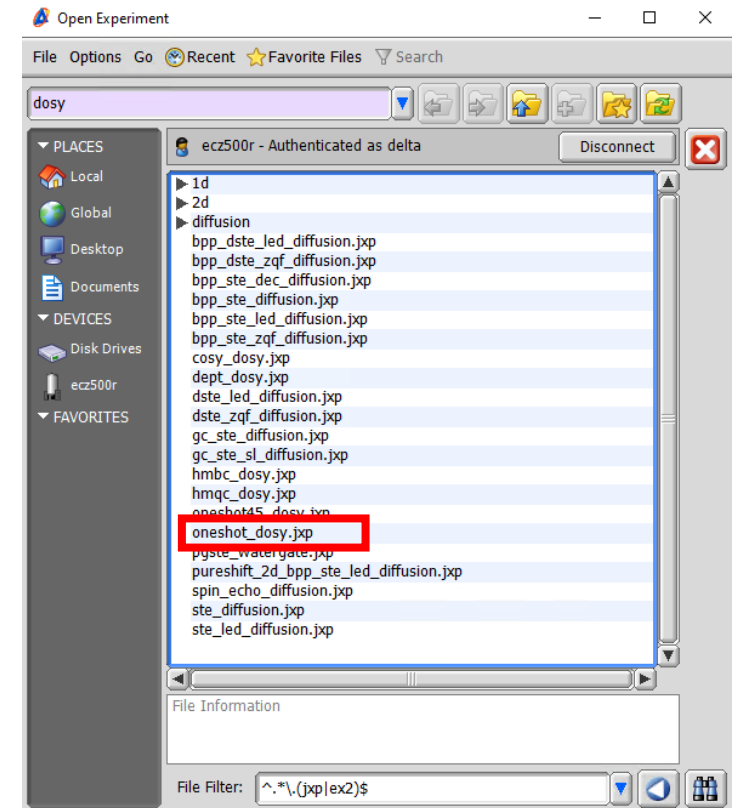 Open Experiment
File Options Go Recent Favorite Files Search
dosy
PLACES
Local
Global
Desktop
Documents
DEVICES
Disk Drives
ecz500r
FAVORITES
ecz500r - Authenticated as delta Disconnect
1d
2d
diffusion
bpp_dste_led_diffusion.jxp
bpp_dste_zqf_diffusion.jxp
bpp_ste_dec_diffusion.jxp
bpp_ste_diffusion.jxp
bpp_ste_led_diffusion.jxp
bpp_ste_zqf_diffusion.jxp
cosy_dosy.jxp
dept_dosy.jxp
dste_led_diffusion.jxp
dste_zqf_diffusion.jxp
gc_ste_diffusion.jxp
gc_ste_sl_diffusion.jxp
hmbc_dosy.jxp
hmqc_dosy.jxp
oneshot45_dosy.jxp
oneshot_dosy.jxp
pgste_watergate.jxp
pureshift_2d_bpp_ste_led_diffusion.jxp
spin_echo_diffusion.jxp
ste_diffusion.jxp
ste_led_diffusion.jxp
File Information
File Filter: ^.*\.(jxp|ex2)$